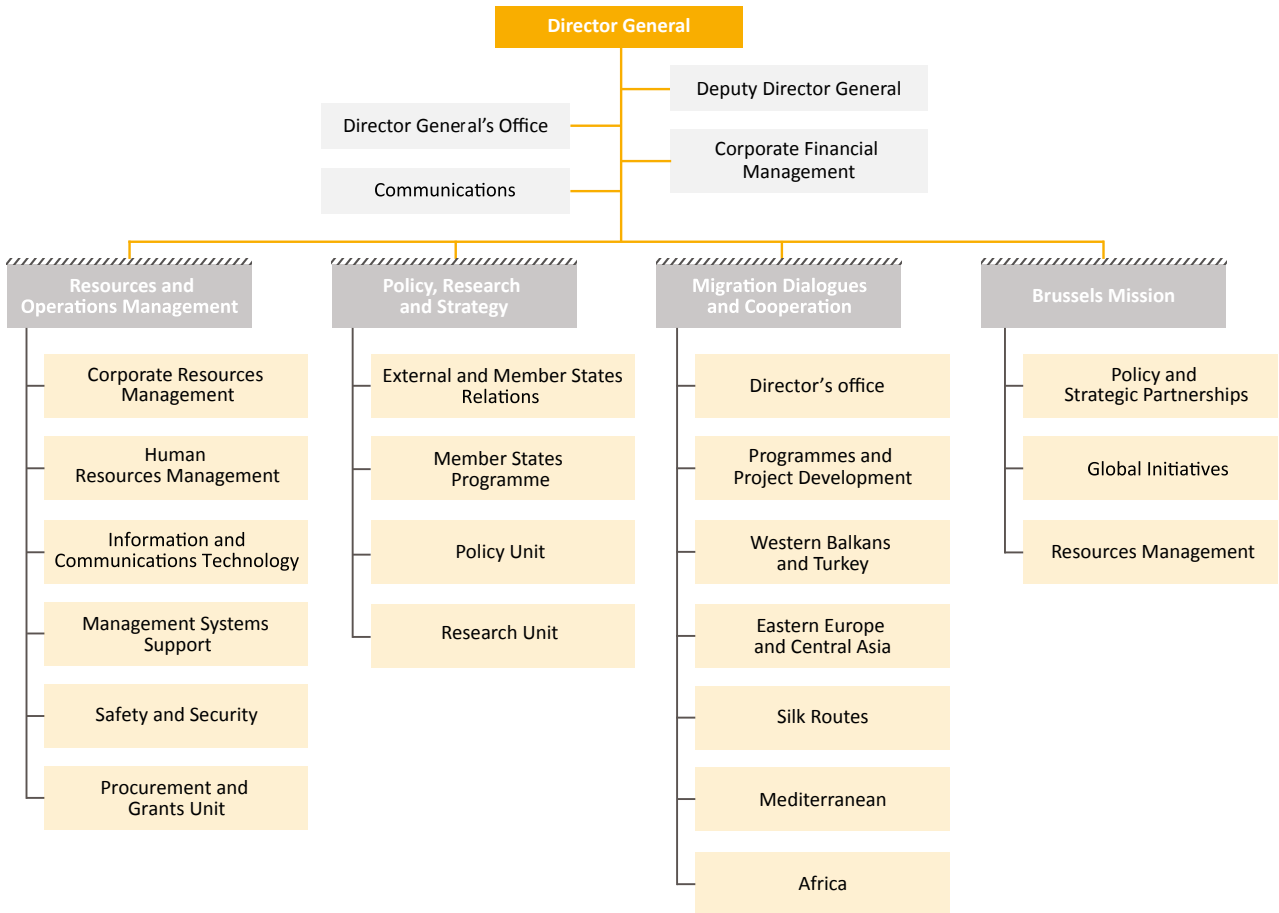 Director General
Deputy Director General
Director General's Office
Corporate Financial
Management
Communications
Resources and
Operations Management
Corporate Resources
Management
Human
Resources Management
Information and
Communications Technology
Management Systems
Support
Safety and Security
Procurement and
Grants Unit
Policy, Research
and Strategy
External and Member States
Relations
Member States
Programme
Policy Unit
Research Unit
Migration Dialogues
and Cooperation
Director's office
Programmes and
Project Development
Western Balkans
and Turkey
Eastern Europe
and Central Asia
Silk Routes
Mediterranean
Africa
Brussels Mission
Policy and
Strategic Partnerships
Global Initiatives
Resources Management